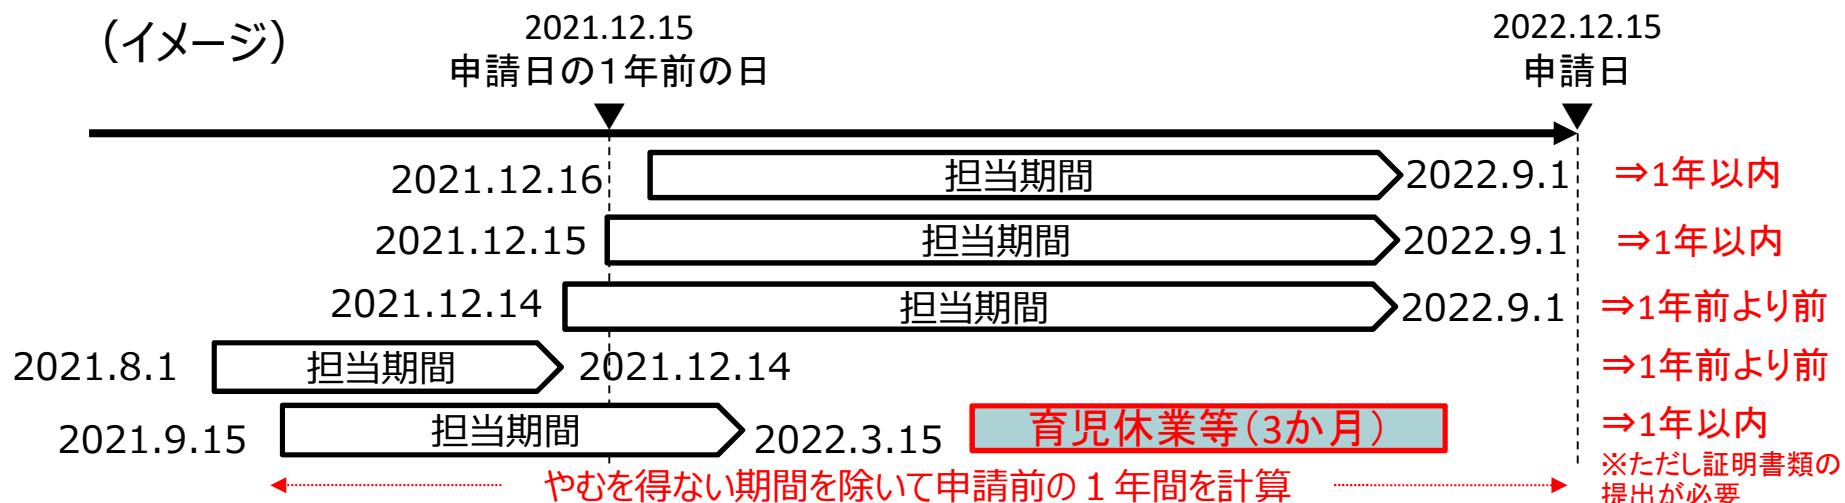 (イメージ)
2021.12.15
申請日の1年前の日
2022.12.15
申請日
2021.12.16 担当期間 2022.9.1 ⇒1年以内
2021.12.15 担当期間 2022.9.1 ⇒1年以内
2021.12.14 担当期間 2022.9.1 ⇒1年前より前
2021.8.1 担当期間 2021.12.14 ⇒1年前より前
2021.9.15 担当期間 2022.3.15 育児休業等(3か月) ⇒1年以内
※ただし証明書類の
提出が必要
やむを得ない期間を除いて申請前の1年間を計算